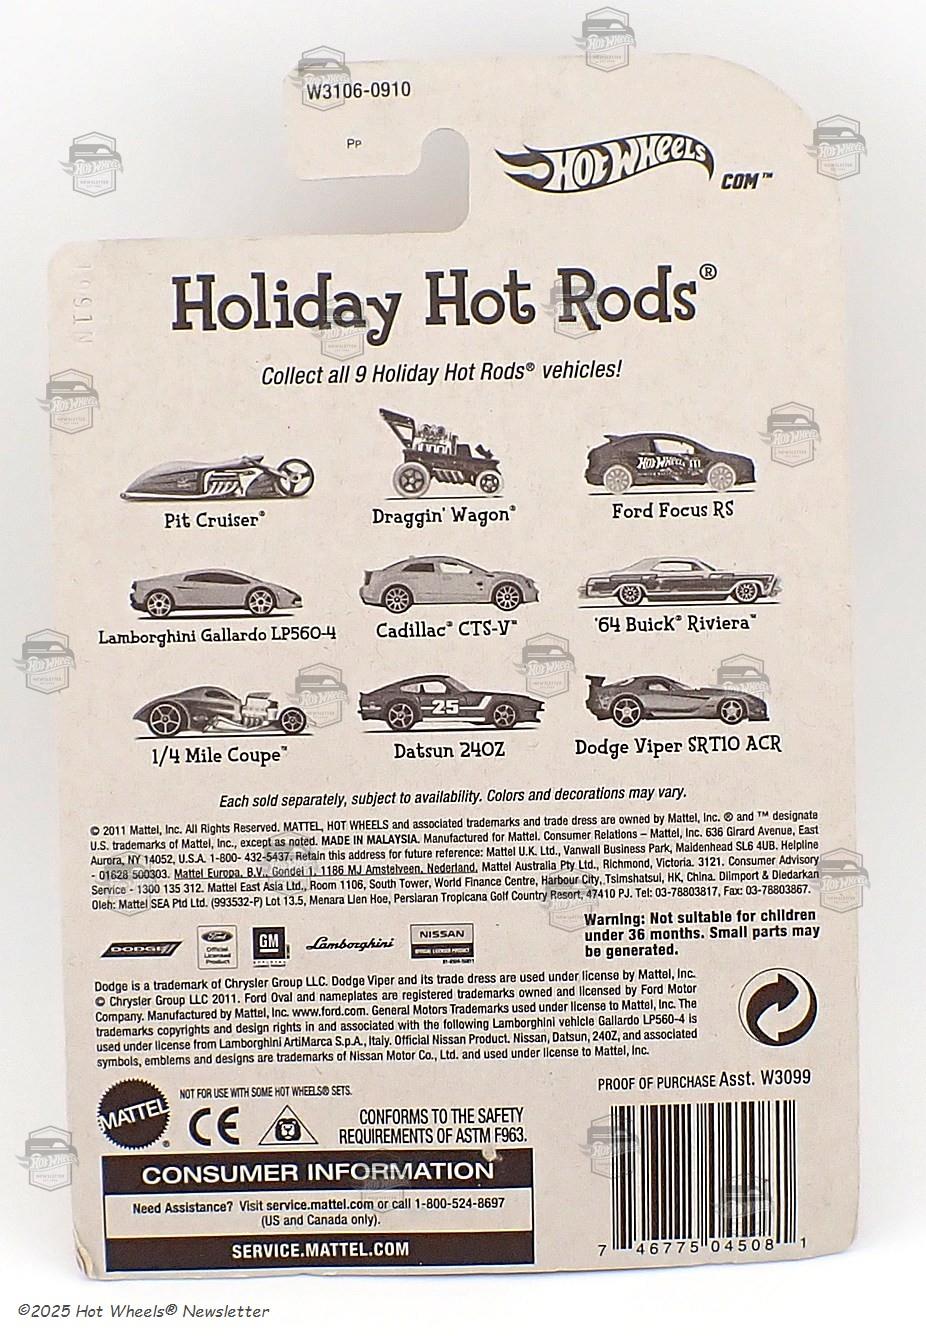 W3106-0910
PP
HOT WHEELS
.COM™
1991N
Holiday Hot Rods®
Collect all 9 Holiday Hot Rods® vehicles!
Pit Cruiser® Draggin' Wagon® Ford Focus RS
Lamborghini Gallardo LP560-4 Cadillac® CTS-V™ '64 Buick® Riviera™
25
1/4 Mile Coupe™ Datsun 240Z Dodge Viper SRT10 ACR
Each sold separately, subject to availability. Colors and decorations may vary.
© 2011 Mattel, Inc. All Rights Reserved. MATTEL, HOT WHEELS and associated trademarks and trade dress are owned by Mattel, Inc. ® and ™ designate
U.S. trademarks of Mattel, Inc., except as noted. MADE IN MALAYSIA. Manufactured for Mattel. Consumer Relations – Mattel, Inc. 636 Girard Avenue, East
Aurora, NY 14052, U.S.A. 1-800- 432-5437. Retain this address for future reference: Mattel U.K. Ltd., Vanwall Business Park, Maidenhead SL6 4UB. Helpline
- 01628 500303. Mattel Europa, B.V., Gondel 1, 1186 MJ Amstelveen, Nederland. Mattel Australia Pty. Ltd., Richmond, Victoria. 3121. Consumer Advisory
Service - 1300 135 312. Mattel East Asia Ltd., Room 1106, South Tower, World Finance Centre, Harbour City, Tsimshatsui, HK, China. Diimport & Diedarkan
Oleh: Mattel SEA Ptd Ltd. (993532-P) Lot 13.5, Menara Lien Hoe, Persiaran Tropicana Golf Country Resort, 47410 PJ. Tel: 03-78803817, Fax: 03-78803867.
Warning: Not suitable for children
under 36 months. Small parts may
be generated.
DODGE Ford Official Licensed Product GM Lamborghini NISSAN OFFICIAL LICENSED PRODUCT
Dodge is a trademark of Chrysler Group LLC. Dodge Viper and its trade dress are used under license by Mattel, Inc.
© Chrysler Group LLC 2011. Ford Oval and nameplates are registered trademarks owned and licensed by Ford Motor
Company. Manufactured by Mattel, Inc. www.ford.com. General Motors Trademarks used under license to Mattel, Inc. The
trademarks copyrights and design rights in and associated with the following Lamborghini vehicle Gallardo LP560-4 are
used under license from Lamborghini ArtiMarca S.p.A., Italy. Official Nissan Product. Nissan, Datsun, 240Z, and associated
symbols, emblems and designs are trademarks of Nissan Motor Co., Ltd. and used under license to Mattel, Inc.
PROOF OF PURCHASE Asst. W3099
NOT FOR USE WITH SOME HOT WHEELS® SETS.
MATTEL®
CE
CONFORMS TO THE SAFETY
REQUIREMENTS OF ASTM F963.
CONSUMER INFORMATION
Need Assistance? Visit service.mattel.com or call 1-800-524-8697
(US and Canada only).
SERVICE.MATTEL.COM
7 46775 04508 1
©2025 Hot Wheels® Newsletter